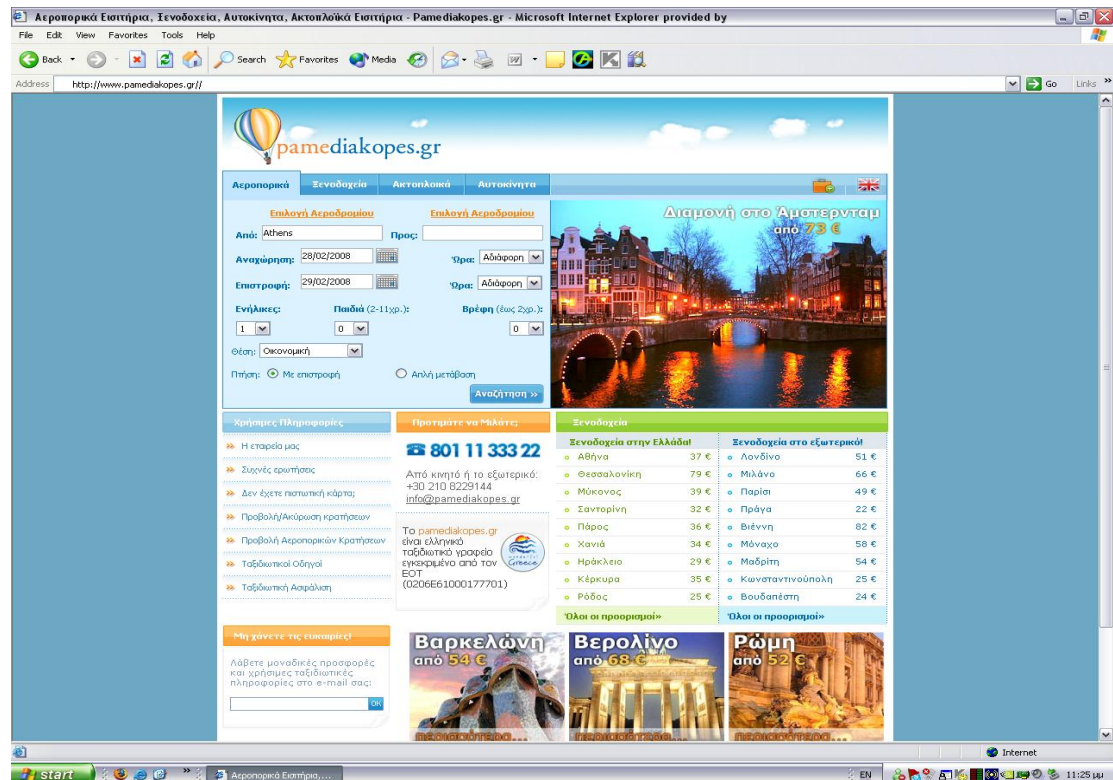 Αεροπορικά Εισιτήρια, Ξενοδοχεία, Αυτοκίνητα, Ακτοπλοϊκά Εισιτήρια - Pamediakopes.gr - Microsoft Internet Explorer provided by
File Edit View Favorites Tools Help
Back Search Favorites Media
Address http://www.pamediakopes.gr// Go Links »
pamediakopes.gr
Αεροπορικά Ξενοδοχεία Ακτοπλοικά Αυτοκίνητα
Επιλογή Αεροδρομίου Επιλογή Αεροδρομίου
Από: Athens Προς:
Αναχώρηση: 28/02/2008 Ώρα: Αδιάφορη
Επιστροφή: 29/02/2008 Ώρα: Αδιάφορη
Ενήλικες: Παιδιά (2-11χρ.): Βρέφη (έως 2χρ.):
1 0 0
Θέση: Οικονομική
Πτήση: Με επιστροφή Απλή μετάβαση
Αναζήτηση »
Διαμονή στο Άμστερνταμ
από 73 €
Χρήσιμες Πληροφορίες
Η εταιρεία μας
Συχνές ερωτήσεις
Δεν έχετε πιστωτική κάρτα;
Προβολή/Ακύρωση κρατήσεων
Προβολή Αεροπορικών Κρατήσεων
Ταξιδιωτικοί Οδηγοί
Ταξιδιωτική Ασφάλιση
Προτιμάτε να Μιλάτε;
801 11 333 22
Από κινητό ή το εξωτερικό:
+30 210 8229144
info@pamediakopes.gr
Το pamediakopes.gr
είναι ελληνικό
ταξιδιωτικό γραφείο
εγκεκριμένο από τον
ΕΟΤ
(0206E61000177701)
Greece
Ξενοδοχεία
Ξενοδοχεία στην Ελλάδα!
Αθήνα 37 €
Θεσσαλονίκη 79 €
Μύκονος 39 €
Σαντορίνη 32 €
Πάρος 36 €
Χανιά 34 €
Ηράκλειο 29 €
Κέρκυρα 35 €
Ρόδος 25 €
Όλοι οι προορισμοί»
Ξενοδοχεία στο εξωτερικό!
Λονδίνο 51 €
Μιλάνο 66 €
Παρίσι 49 €
Πράγα 22 €
Βιέννη 82 €
Μόναχο 58 €
Μαδρίτη 54 €
Κωνσταντινούπολη 25 €
Βουδαπέστη 24 €
Όλοι οι προορισμοί»
Μη χάνετε τις ευκαιρίες!
Λάβετε μοναδικές προσφορές
και χρήσιμες ταξιδιωτικές
πληροφορίες στο e-mail σας:
OK
Βαρκελώνη
από 54 €
περισσότερα...
Βερολίνο
από 68 €
περισσότερα...
Ρώμη
από 52 €
περισσότερα...
Internet
start Αεροπορικά Εισιτήρια,... EN 11:25 μμ